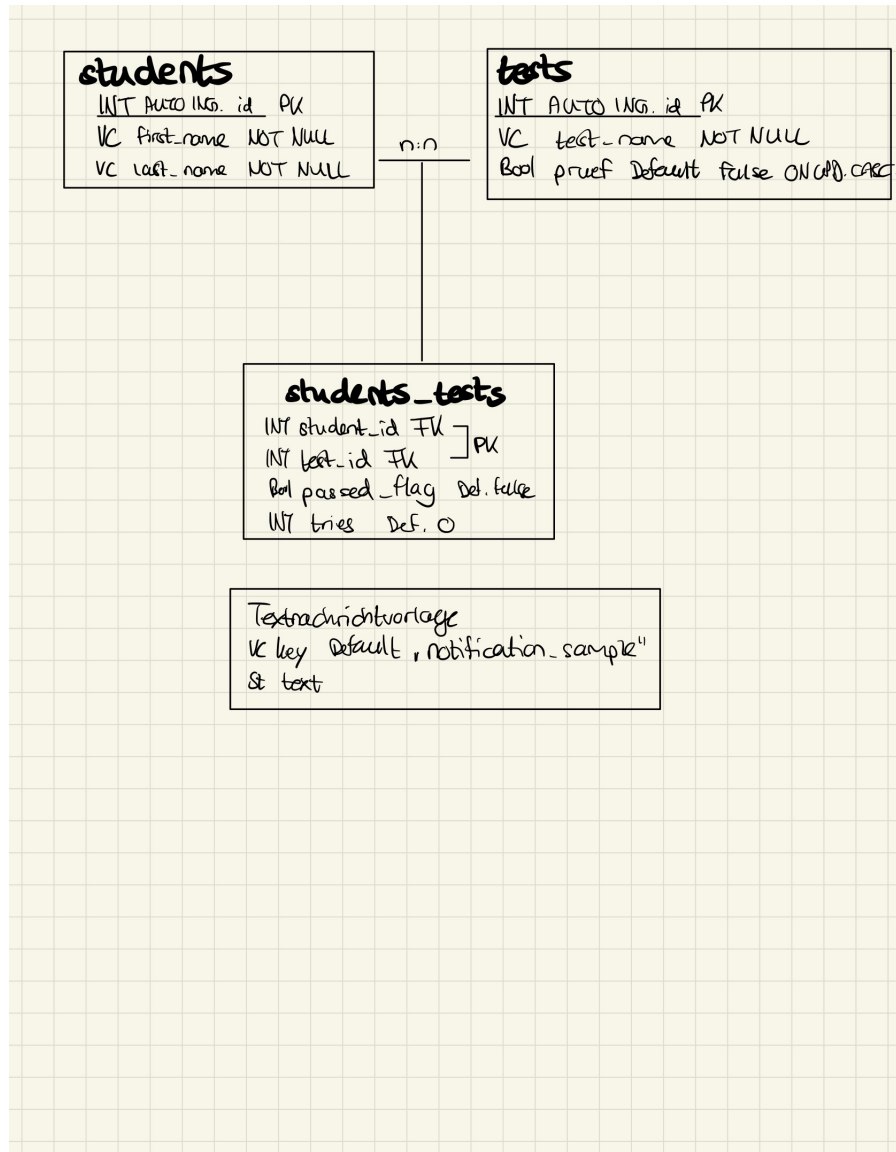 students
INT AUTO INC. id PK
VC first_name NOT NULL
VC last_name NOT NULL
n:n
tests
INT AUTO INC. id PK
VC test_name NOT NULL
Bool pruef Default False ON UPD. CASC
students_tests
INT student_id FK
INT test_id FK
PK
Bool passed_flag Def. false
INT tries Def. 0
Textnachrichtvorlage
VC key Default „notification_sample"
St text